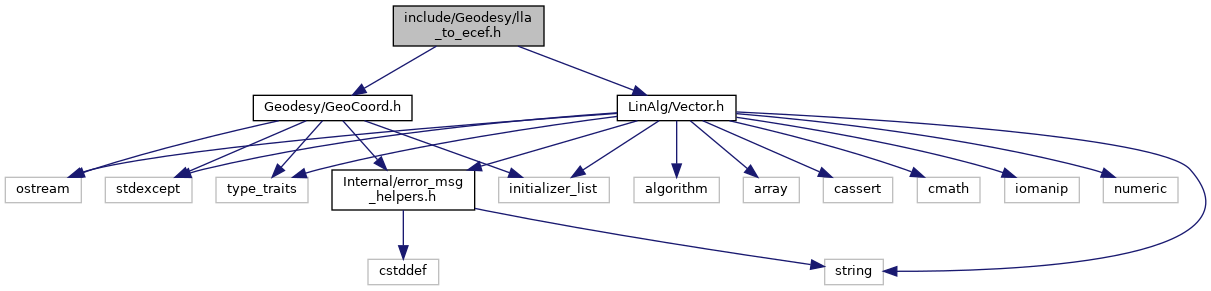 include/Geodesy/lla
_to_ecef.h
Geodesy/GeoCoord.h
LinAlg/Vector.h
ostream
stdexcept
type_traits
Internal/error_msg
_helpers.h
initializer_list
algorithm
array
cassert
cmath
iomanip
numeric
cstddef
string